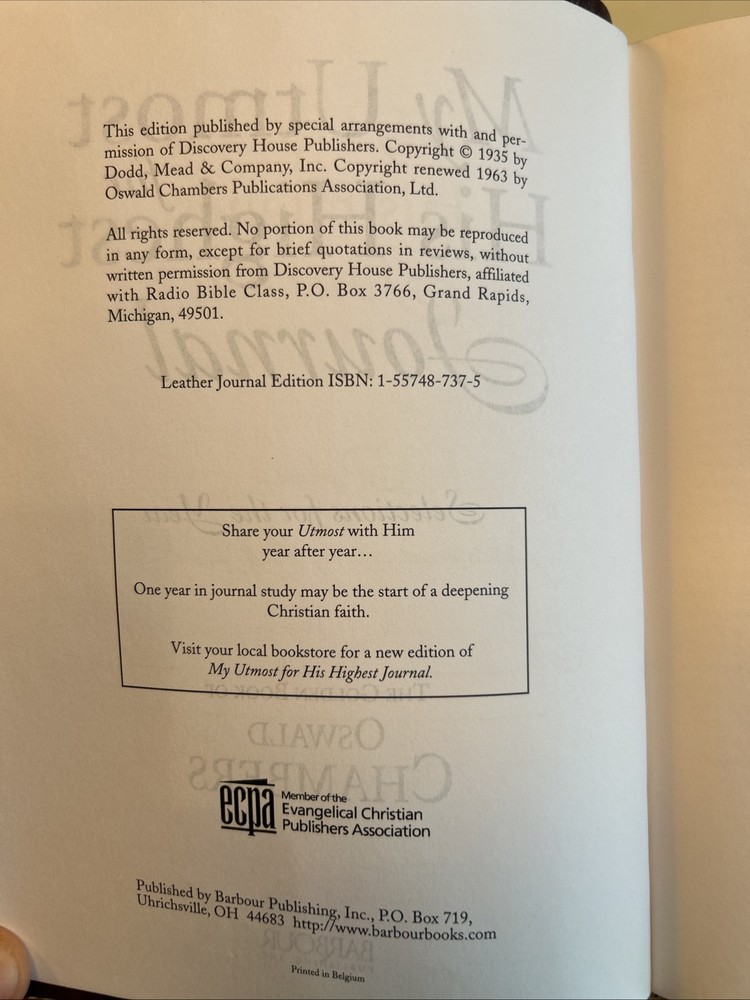 This edition published by special arrangements with and per-
mission of Discovery House Publishers. Copyright © 1935 by
Dodd, Mead & Company, Inc. Copyright renewed 1963 by
Oswald Chambers Publications Association, Ltd.
All rights reserved. No portion of this book may be reproduced
in any form, except for brief quotations in reviews, without
written permission from Discovery House Publishers, affiliated
with Radio Bible Class, P.O. Box 3766, Grand Rapids,
Michigan, 49501.
Leather Journal Edition ISBN: 1-55748-737-5
Share your Utmost with Him
year after year…
One year in journal study may be the start of a deepening
Christian faith.
Visit your local bookstore for a new edition of
My Utmost for His Highest Journal.
ecpa
Member of the
Evangelical Christian
Publishers Association
Published by Barbour Publishing, Inc., P.O. Box 719,
Uhrichsville, OH 44683 http://www.barbourbooks.com
Printed in Belgium